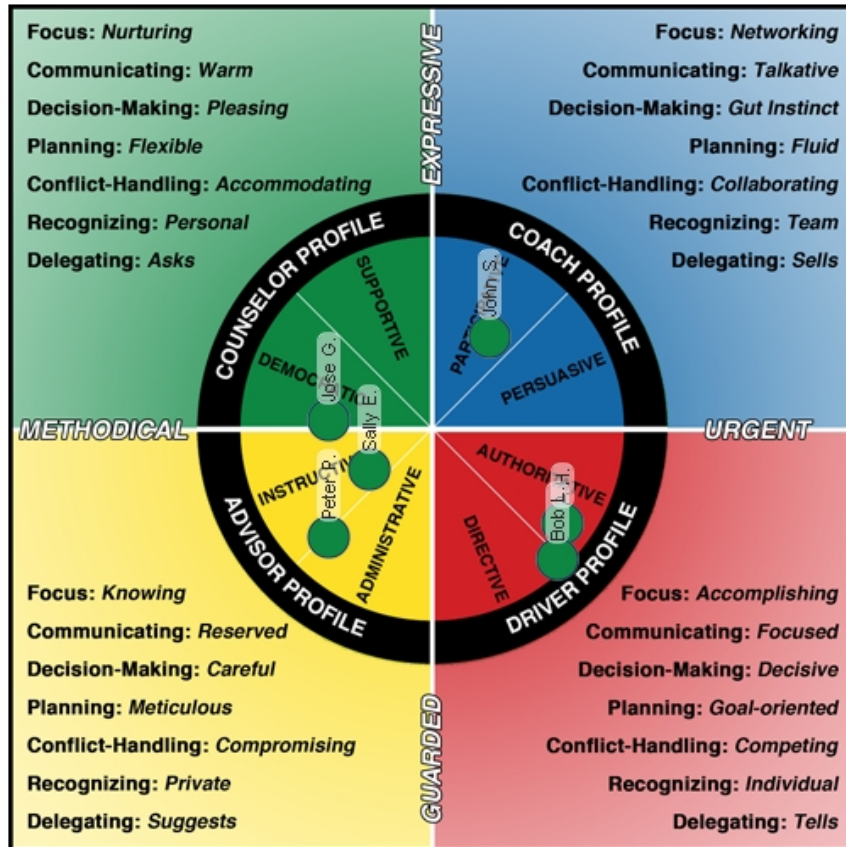 Focus: Nurturing
Communicating: Warm
Decision-Making: Pleasing
Planning: Flexible
Conflict-Handling: Accommodating
Recognizing: Personal
Delegating: Asks
EXPRESSIVE
Focus: Networking
Communicating: Talkative
Decision-Making: Gut Instinct
Planning: Fluid
Conflict-Handling: Collaborating
Recognizing: Team
Delegating: Sells
COUNSELOR PROFILE
COACH PROFILE
SUPPORTIVE
DEMOCRATIC
PARTICIPATIVE
PERSUASIVE
John S.
Jose G.
Sally E.
METHODICAL
URGENT
INSTRUCTIVE
ADMINISTRATIVE
AUTHORITATIVE
DIRECTIVE
Peter P.
Bob L.
H.
ADVISOR PROFILE
DRIVER PROFILE
Focus: Knowing
Communicating: Reserved
Decision-Making: Careful
Planning: Meticulous
Conflict-Handling: Compromising
Recognizing: Private
Delegating: Suggests
GUARDED
Focus: Accomplishing
Communicating: Focused
Decision-Making: Decisive
Planning: Goal-oriented
Conflict-Handling: Competing
Recognizing: Individual
Delegating: Tells